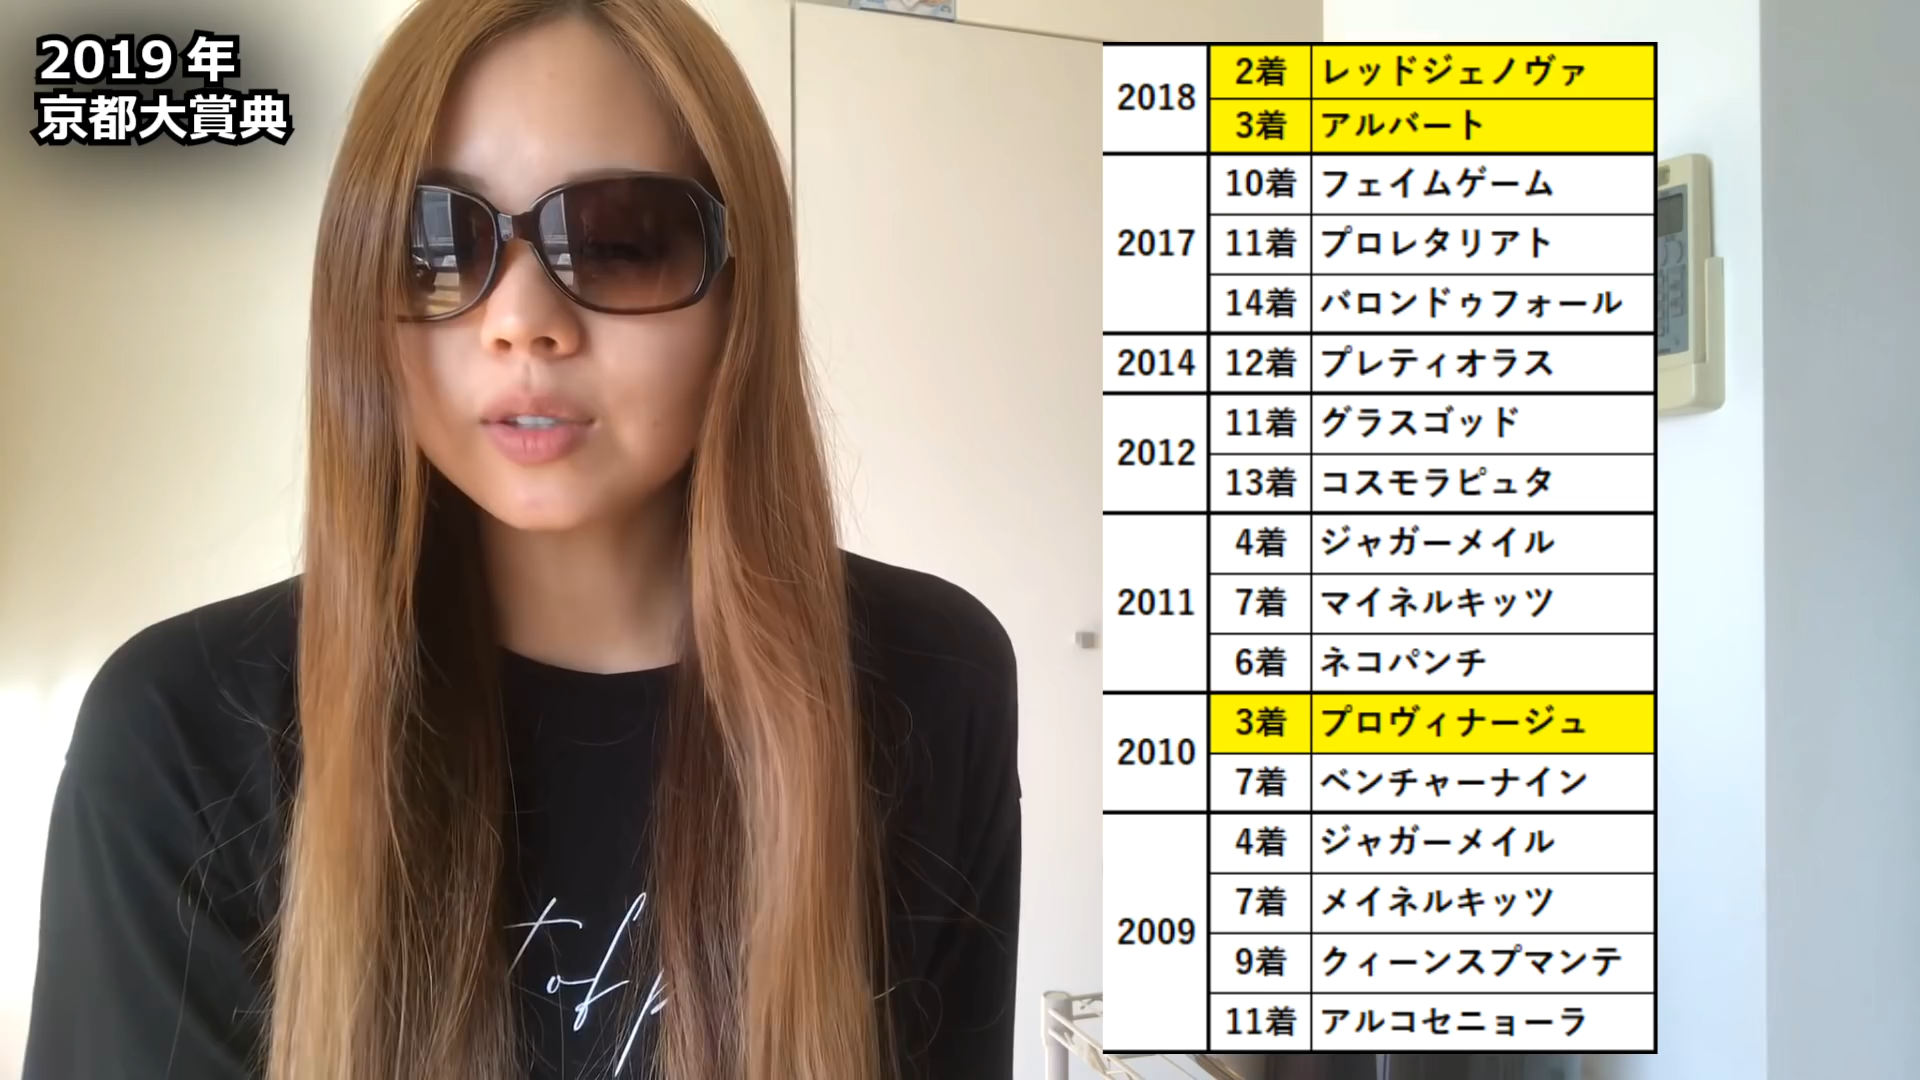 2019年
京都大賞典
2018 2着 レッドジェノヴァ
3着 アルバート
2017 10着 フェイムゲーム
11着 プロレタリアト
14着 バロンドゥフォール
2014 12着 プレティオラス
2012 11着 グラスゴッド
13着 コスモラピュタ
2011 4着 ジャガーメイル
7着 マイネルキッツ
6着 ネコパンチ
2010 3着 プロヴィナージュ
7着 ベンチャーナイン
2009 4着 ジャガーメイル
7着 メイネルキッツ
9着 クィーンスプマンテ
11着 アルコセニョーラ
t of p